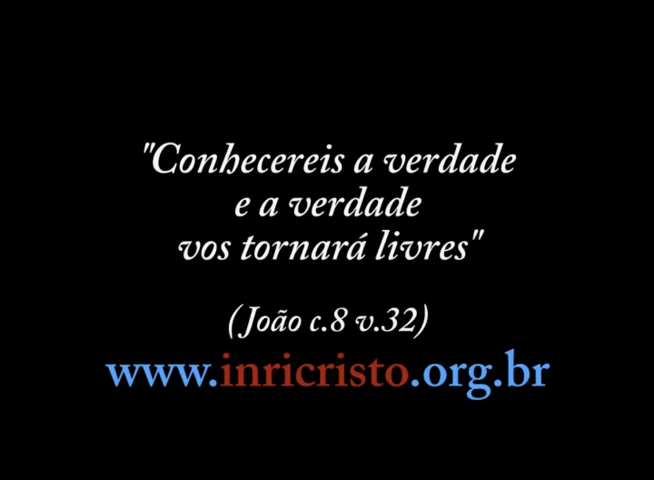 "Conhecereis a verdade
e a verdade
vos tornará livres"
(João c.8 v.32)
www.inricristo.org.br